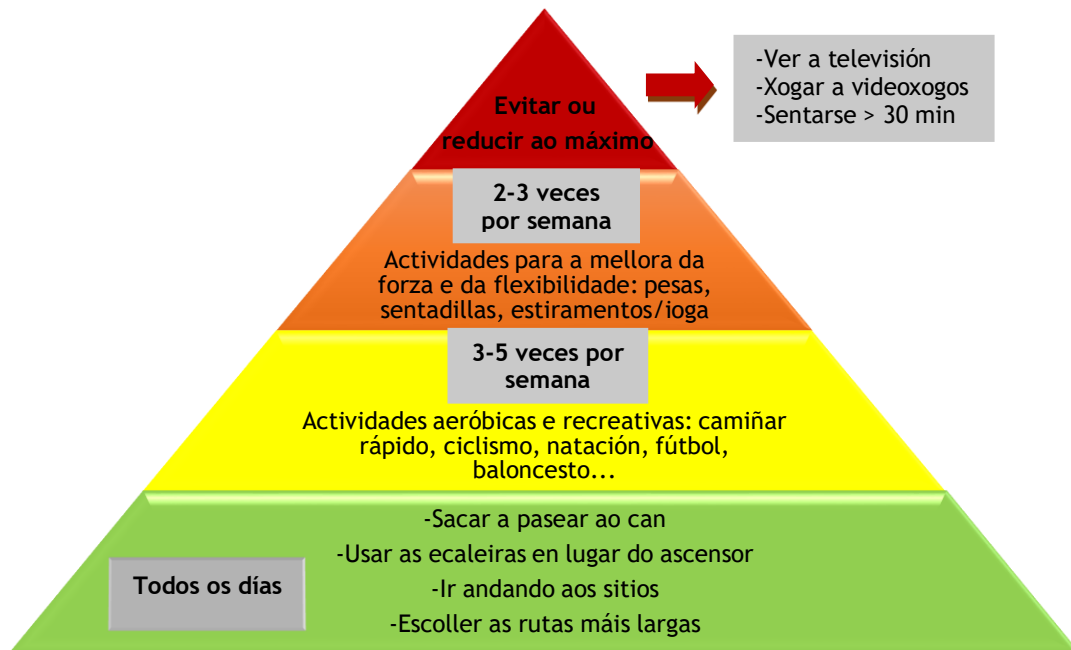 Evitar ou
reducir ao máximo
-Ver a televisión
-Xogar a videoxogos
-Sentarse > 30 min
2-3 veces
por semana
Actividades para a mellora da
forza e da flexibilidade: pesas,
sentadillas, estiramentos/ioga
3-5 veces por
semana
Actividades aeróbicas e recreativas: camiñar
rápido, ciclismo, natación, fútbol,
baloncesto...
Todos os días
-Sacar a pasear ao can
-Usar as ecaleiras en lugar do ascensor
-Ir andando aos sitios
-Escoller as rutas máis largas